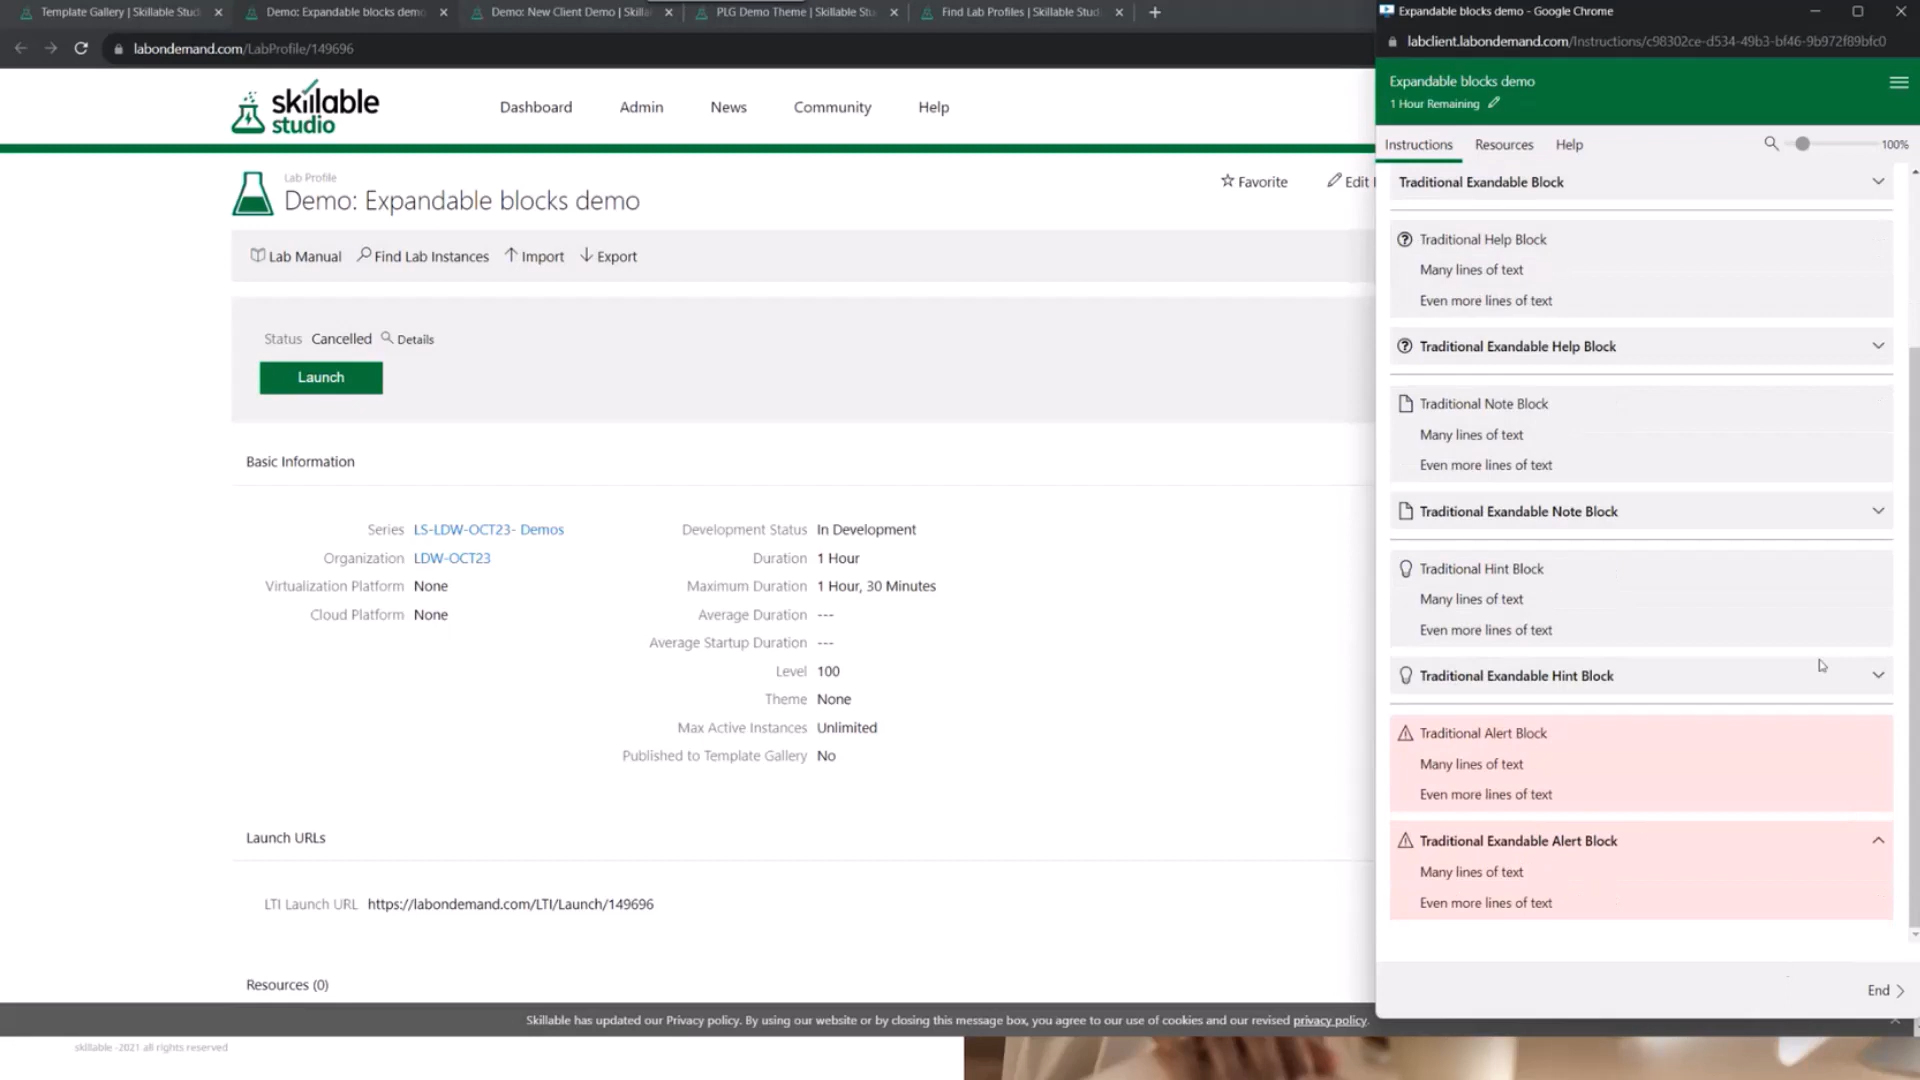 Template Gallery | Skillable Studi
Demo: Expandable blocks demo
Demo: New Client Demo | Skilla
PLG Demo Theme | Skillable Stu
Find Lab Profiles | Skillable Studi
labondemand.com/LabProfile/149696
skillable
studio
Dashboard
Admin
News
Community
Help
Lab Profile
Demo: Expandable blocks demo
Favorite
Edit
Lab Manual
Find Lab Instances
Import
Export
Status Cancelled Details
Launch
Basic Information
Series LS-LDW-OCT23- Demos
Organization LDW-OCT23
Virtualization Platform None
Cloud Platform None
Development Status In Development
Duration 1 Hour
Maximum Duration 1 Hour, 30 Minutes
Average Duration ---
Average Startup Duration ---
Level 100
Theme None
Max Active Instances Unlimited
Published to Template Gallery No
Launch URLs
LTI Launch URL https://labondemand.com/LTI/Launch/149696
Resources (0)
Skillable has updated our Privacy policy. By using our website or by closing this message box, you agree to our use of cookies and our revised privacy policy.
skillable -2021 all rights reserved
Expandable blocks demo - Google Chrome
labclient.labondemand.com/Instructions/c98302ce-d534-49b3-bf46-9b972f89bfc0
Expandable blocks demo
1 Hour Remaining
Instructions
Resources
Help
100%
Traditional Exandable Block
Traditional Help Block
Many lines of text
Even more lines of text
Traditional Exandable Help Block
Traditional Note Block
Many lines of text
Even more lines of text
Traditional Exandable Note Block
Traditional Hint Block
Many lines of text
Even more lines of text
Traditional Exandable Hint Block
Traditional Alert Block
Many lines of text
Even more lines of text
Traditional Exandable Alert Block
Many lines of text
Even more lines of text
End